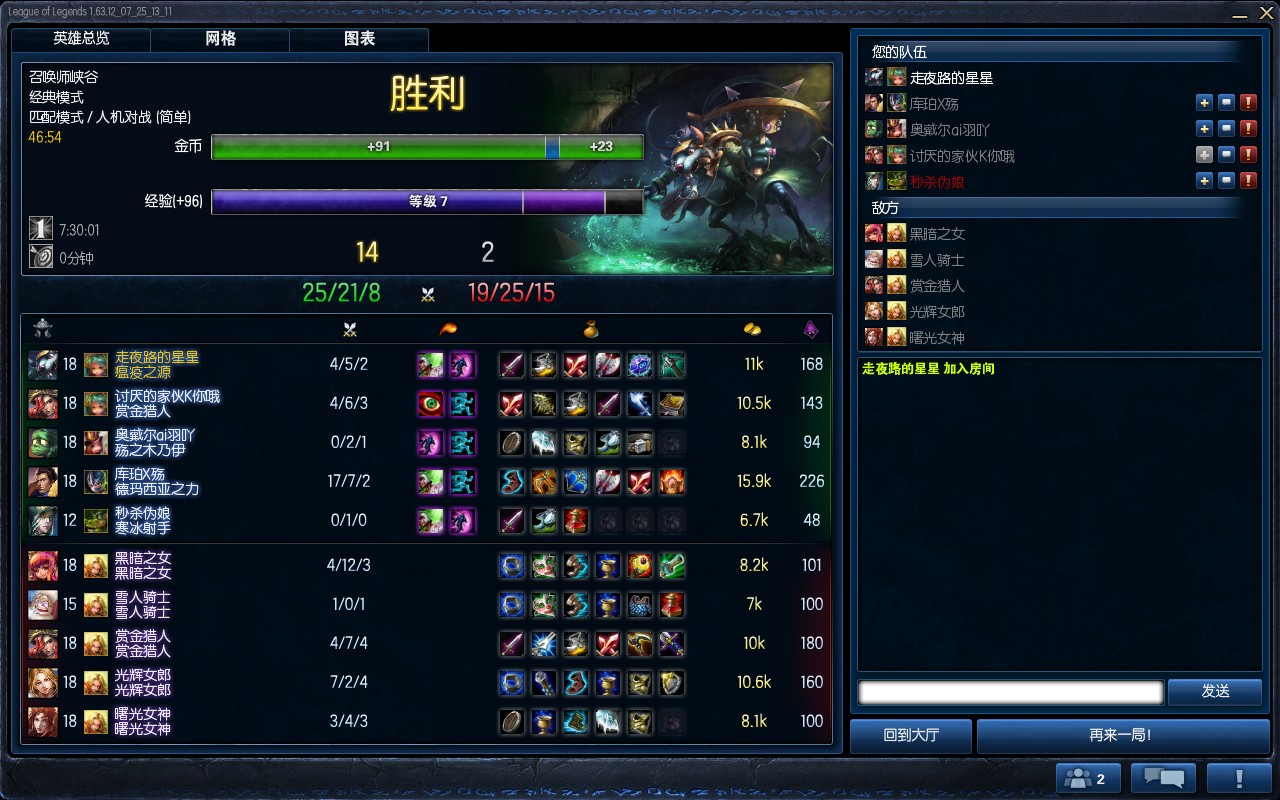 League of Legends 1.63.12_07_25_13_11
英雄总览 网格 图表
召唤师峡谷
经典模式
匹配模式 / 人机对战 (简单)
46:54
胜利
金币 +91 +23
经验(+96) 等级 7
7:30:01
0分钟
14 2
25/21/8 19/25/15
18 走夜路的星星 4/5/2 11k 168
瘟疫之源
18 讨厌的家伙K你哦 4/6/3 10.5k 143
赏金猎人
18 奥戴尔ai羽吖 0/2/1 8.1k 94
殇之木乃伊
18 库珀X殇 17/7/2 15.9k 226
德玛西亚之力
12 秒杀伪娘 0/1/0 6.7k 48
寒冰射手
18 黑暗之女 4/12/3 8.2k 101
黑暗之女
15 雪人骑士 1/0/1 7k 100
雪人骑士
18 赏金猎人 4/7/4 10k 180
赏金猎人
18 光辉女郎 7/2/4 10.6k 160
光辉女郎
18 曙光女神 3/4/3 8.1k 100
曙光女神
您的队伍
走夜路的星星
库珀X殇
奥戴尔ai羽吖
讨厌的家伙K你哦
秒杀伪娘
敌方
黑暗之女
雪人骑士
赏金猎人
光辉女郎
曙光女神
走夜路的星星 加入房间
发送
回到大厅 再来一局!
2